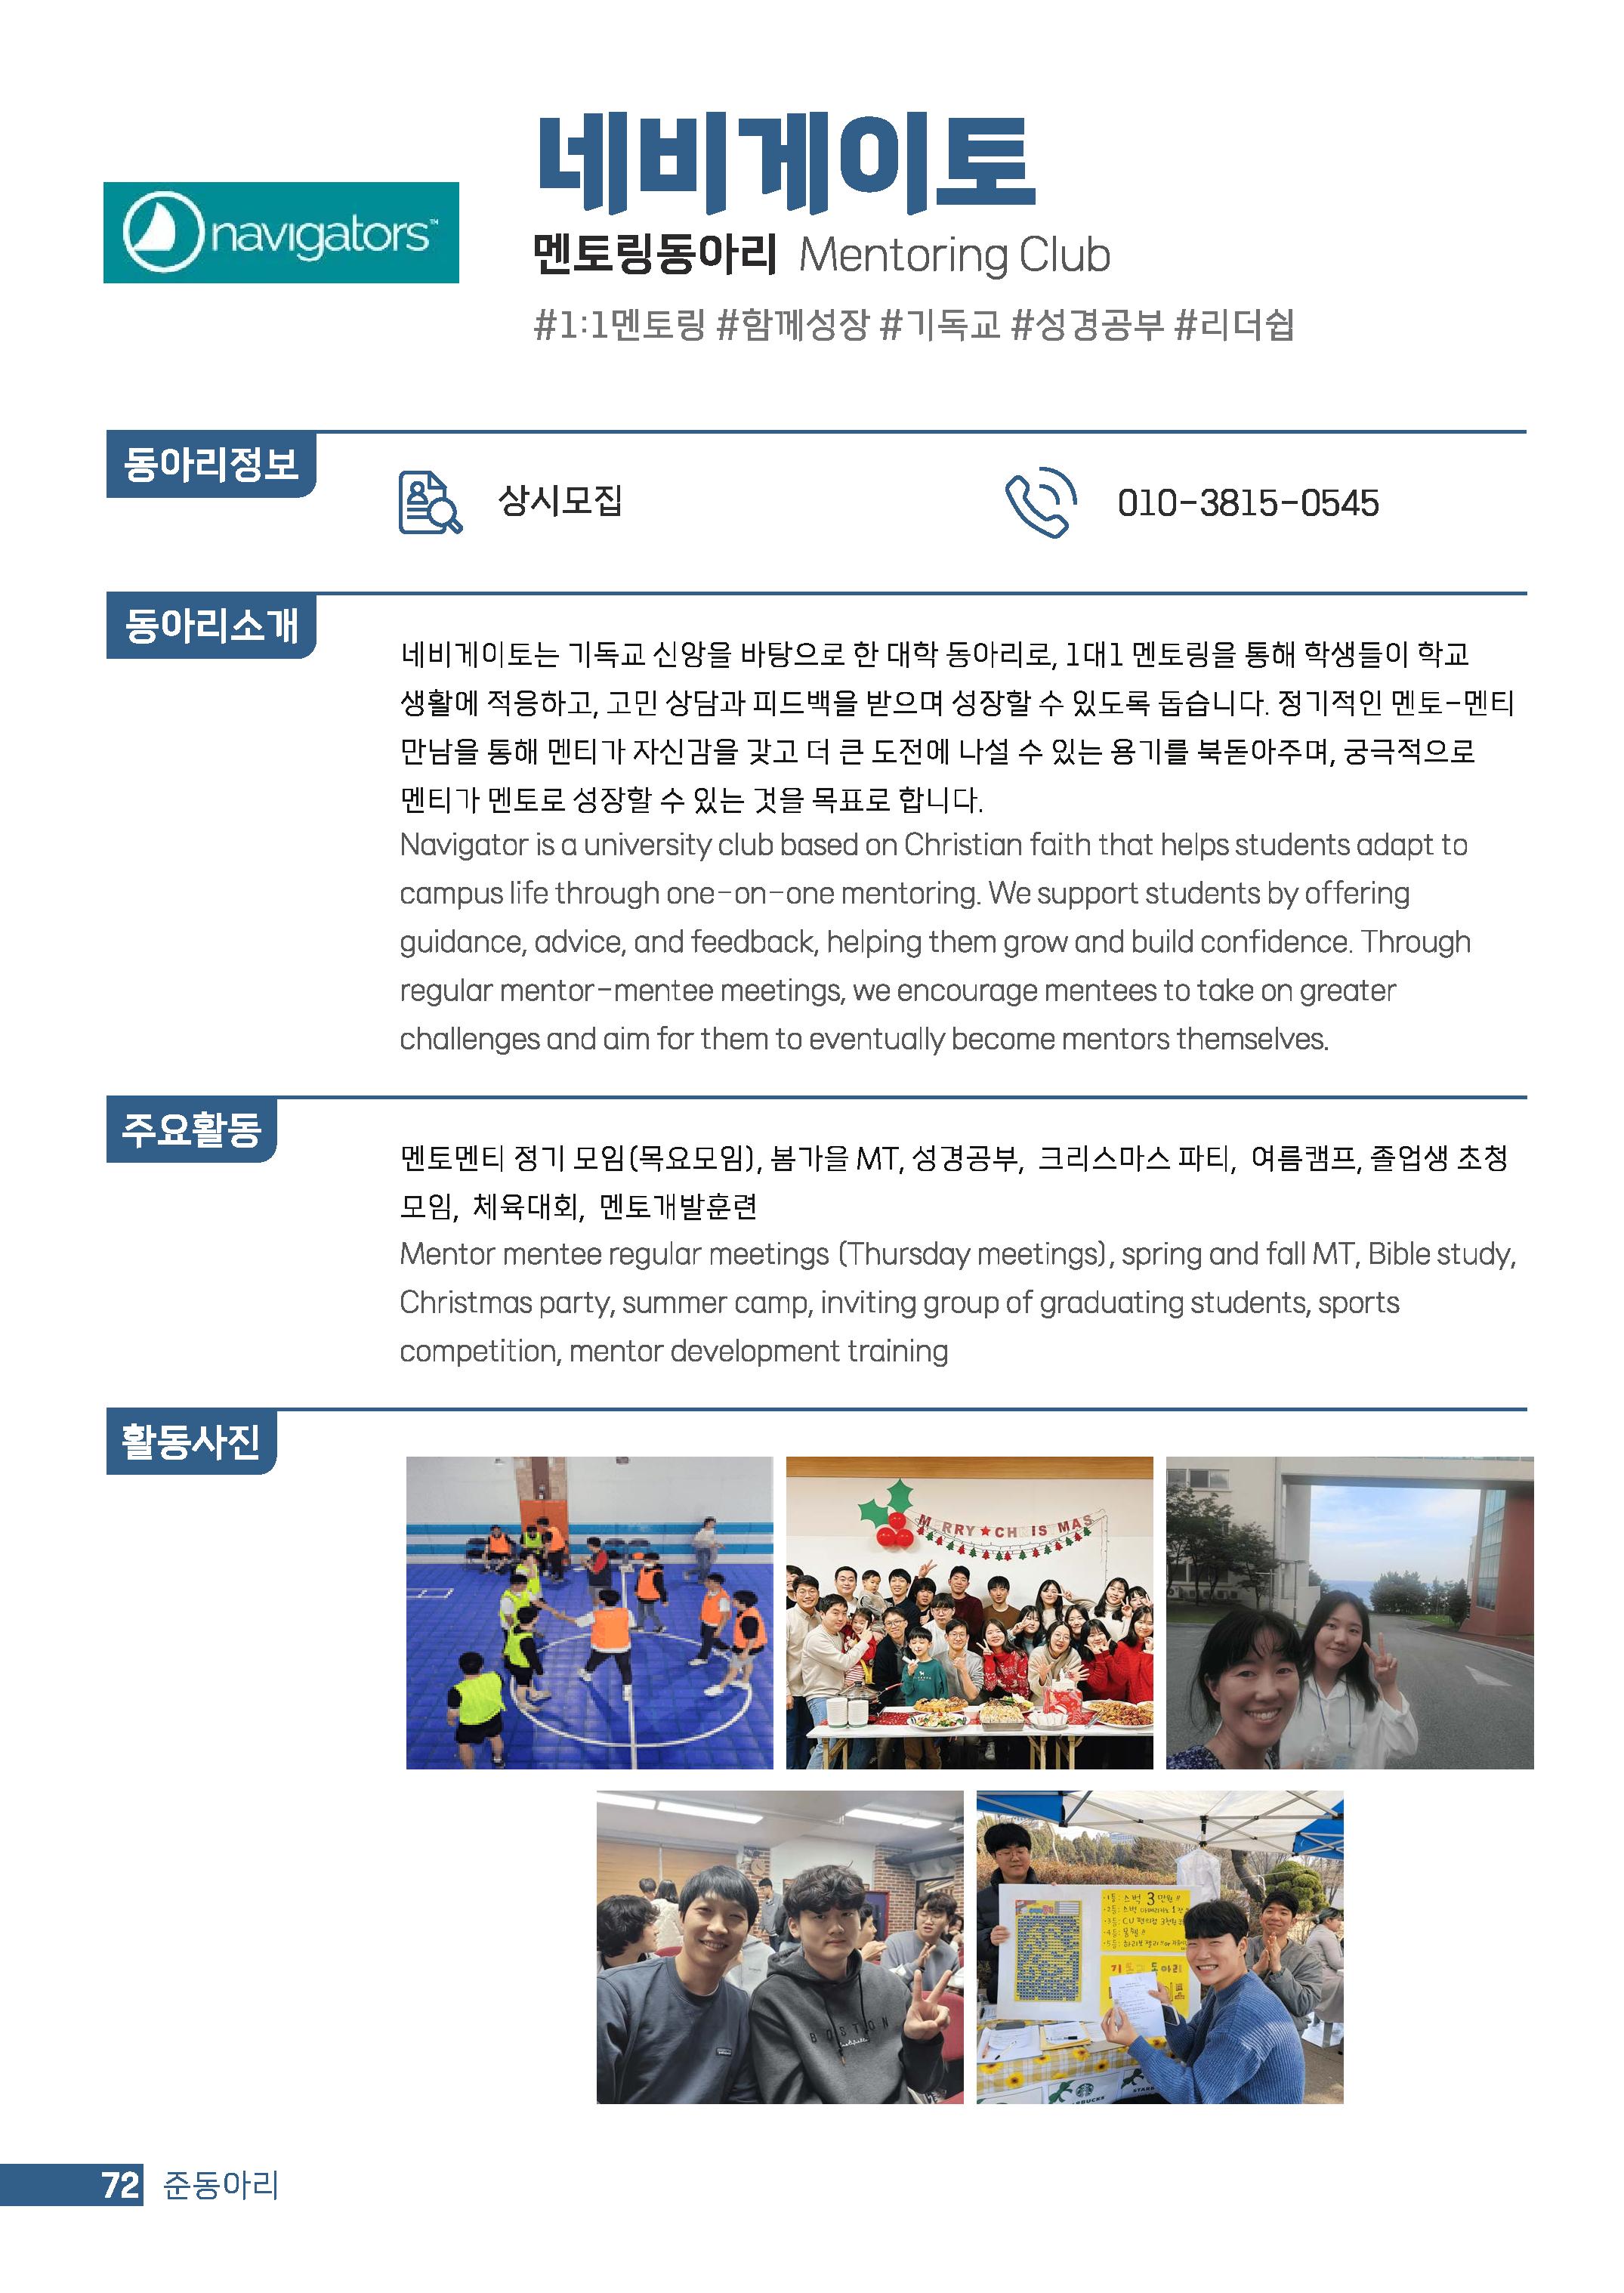 navigators™
네비게이토
멘토링동아리 Mentoring Club
#1:1멘토링 #함께성장 #기독교 #성경공부 #리더쉽
동아리정보
상시모집
010-3815-0545
동아리소개
네비게이토는 기독교 신앙을 바탕으로 한 대학 동아리로, 1대1 멘토링을 통해 학생들이 학교
생활에 적응하고, 고민 상담과 피드백을 받으며 성장할 수 있도록 돕습니다. 정기적인 멘토-멘티
만남을 통해 멘티가 자신감을 갖고 더 큰 도전에 나설 수 있는 용기를 북돋아주며, 궁극적으로
멘티가 멘토로 성장할 수 있는 것을 목표로 합니다.
Navigator is a university club based on Christian faith that helps students adapt to
campus life through one-on-one mentoring. We support students by offering
guidance, advice, and feedback, helping them grow and build confidence. Through
regular mentor-mentee meetings, we encourage mentees to take on greater
challenges and aim for them to eventually become mentors themselves.
주요활동
멘토멘티 정기 모임(목요모임), 봄가을 MT, 성경공부, 크리스마스 파티, 여름캠프, 졸업생 초청
모임, 체육대회, 멘토개발훈련
Mentor mentee regular meetings (Thursday meetings), spring and fall MT, Bible study,
Christmas party, summer camp, inviting group of graduating students, sports
competition, mentor development training
활동사진
MERRY★CHRISTMAS
BOSTON
1등: 스벅 3만원
기독교 동아리
72 준동아리